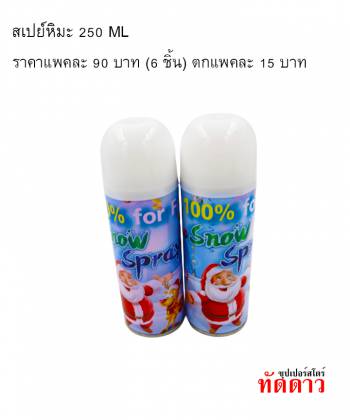 สเปย์หิมะ 250 ML
ราคาแพคละ 90 บาท (6 ชิ้น) ตกแพคละ 15 บาท
0% for F
Snow
Spray
100% fo
Snow
Sp
ซุปเปอร์สโตร์
ทัดดาว